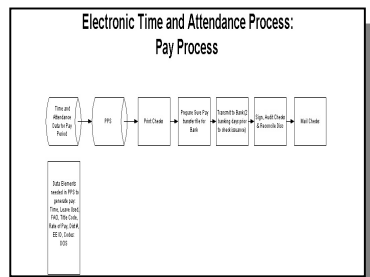 Electronic Time and Attendance Process:
Pay Process
Time and
Attendance
Data for Pay
Period
PPS
Print Checks
Prepare Sure Pay
transfer file for
Bank
Transmit to Bank (2
banking days prior
to check issuance)
Sign, Audit Checks
& Reconcile Disc
Mail Checks
Data Elements
needed in PPS to
generate pay:
Time, Leave Used,
FAU, Title Code,
Rate of Pay, Dist #,
EE ID,
DOS